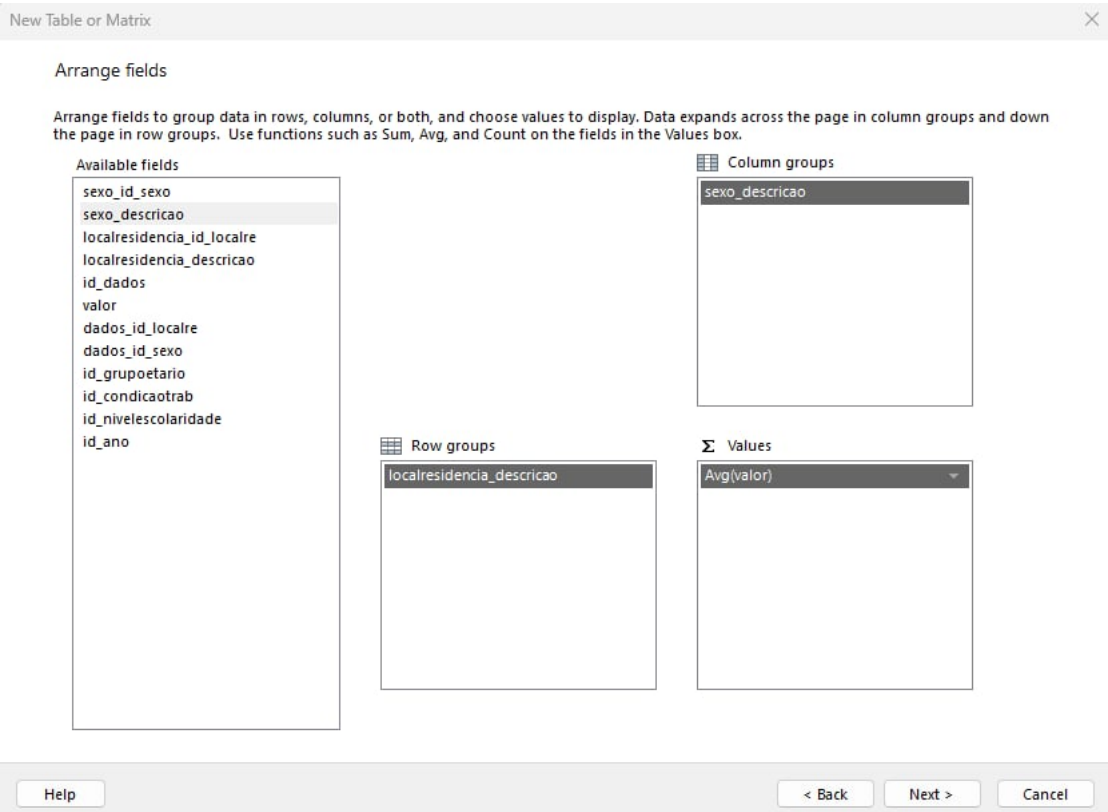 New Table or Matrix
Arrange fields
Arrange fields to group data in rows, columns, or both, and choose values to display. Data expands across the page in column groups and down
the page in row groups.  Use functions such as Sum, Avg, and Count on the fields in the Values box.
Available fields
sexo_id_sexo
sexo_descricao
localresidencia_id_localre
localresidencia_descricao
id_dados
valor
dados_id_localre
dados_id_sexo
id_grupoetario
id_condicaotrab
id_nivelescolaridade
id_ano
Column groups
sexo_descricao
Row groups
localresidencia_descricao
Σ Values
Avg(valor)
Help
< Back
Next >
Cancel